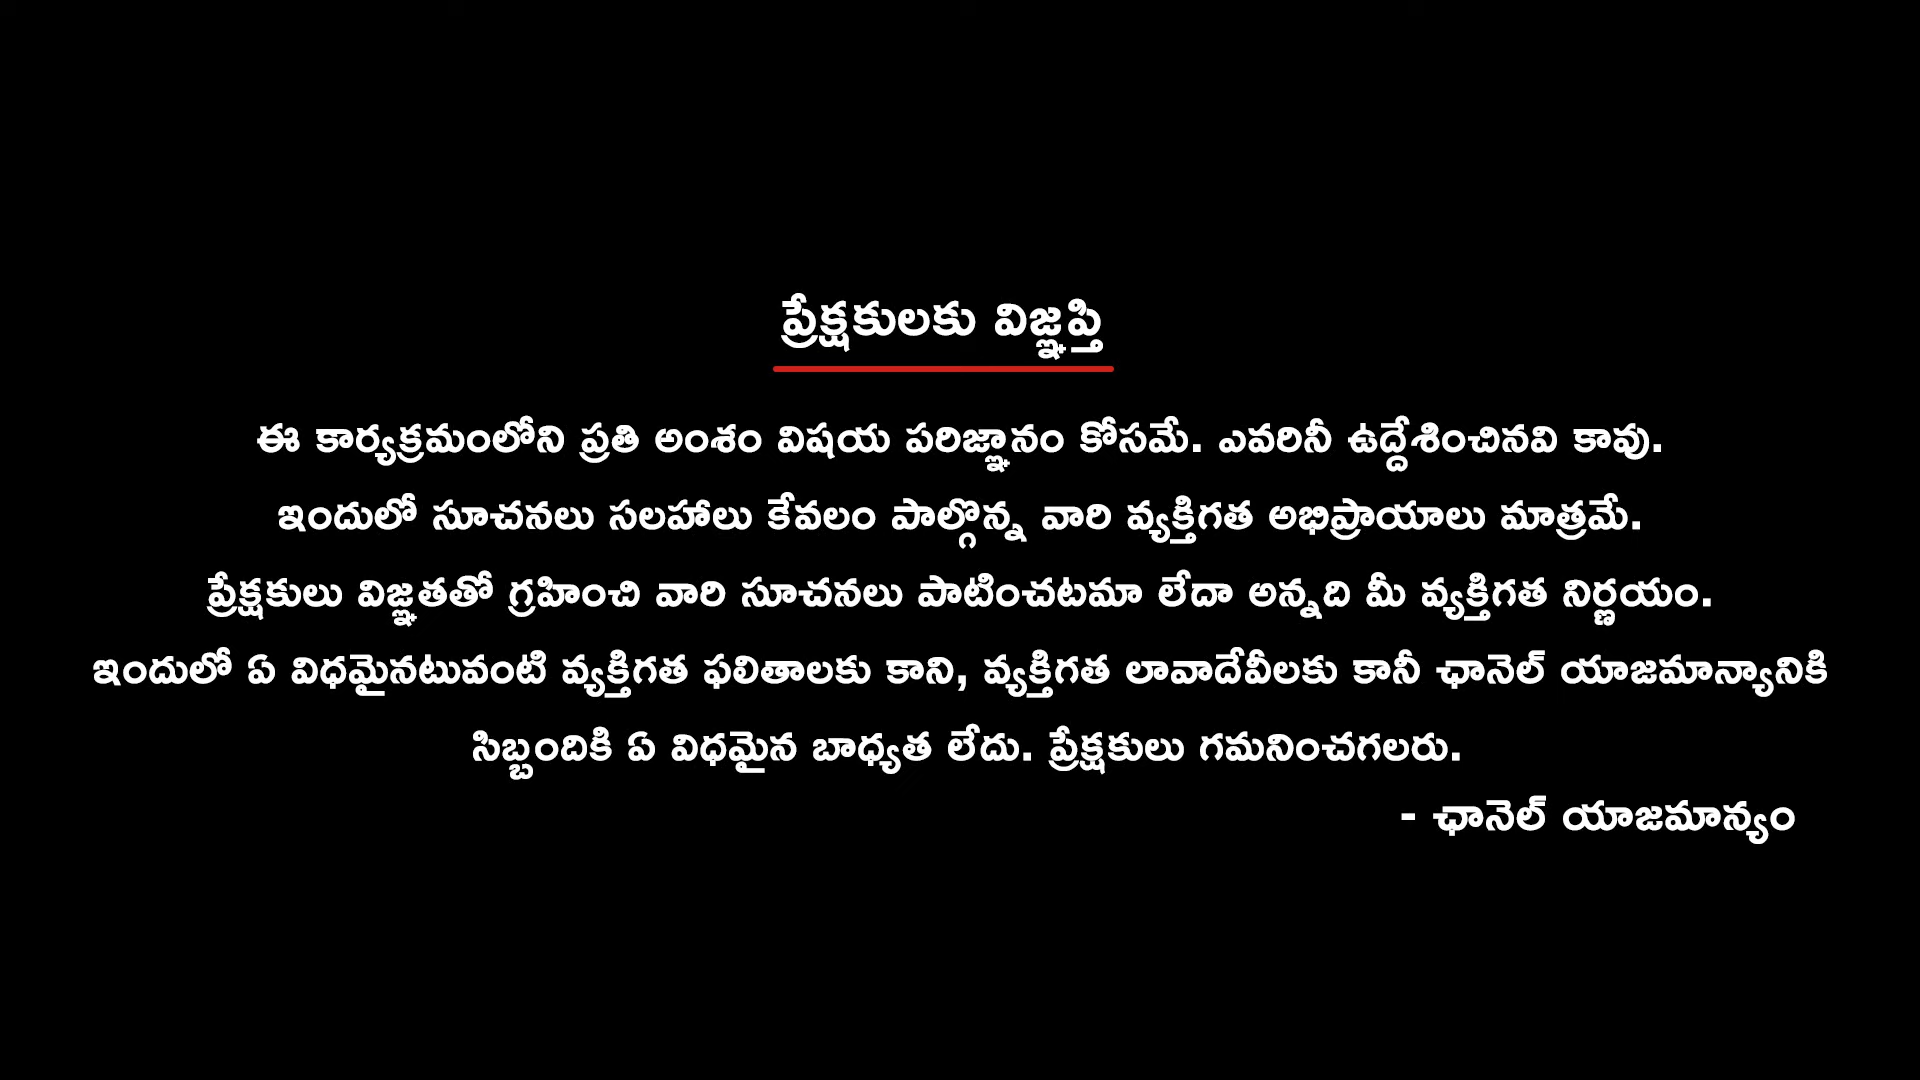 ప్రేక్షకులకు విజ్ఞప్తి
ఈ కార్యక్రమంలోని ప్రతి అంశం విషయ పరిజ్ఞానం కోసమే. ఎవరినీ ఉద్దేశించినవి కావు.
ఇందులో సూచనలు సలహాలు కేవలం పాల్గొన్న వారి వ్యక్తిగత అభిప్రాయాలు మాత్రమే.
ప్రేక్షకులు విజ్ఞతతో గ్రహించి వారి సూచనలు పాటించటమా లేదా అన్నది మీ వ్యక్తిగత నిర్ణయం.
ఇందులో ఏ విధమైనటువంటి వ్యక్తిగత ఫలితాలకు కాని, వ్యక్తిగత లావాదేవీలకు కానీ ఛానెల్ యాజమాన్యానికి
సిబ్బందికి ఏ విధమైన బాధ్యత లేదు. ప్రేక్షకులు గమనించగలరు.
- ఛానెల్ యాజమాన్యం